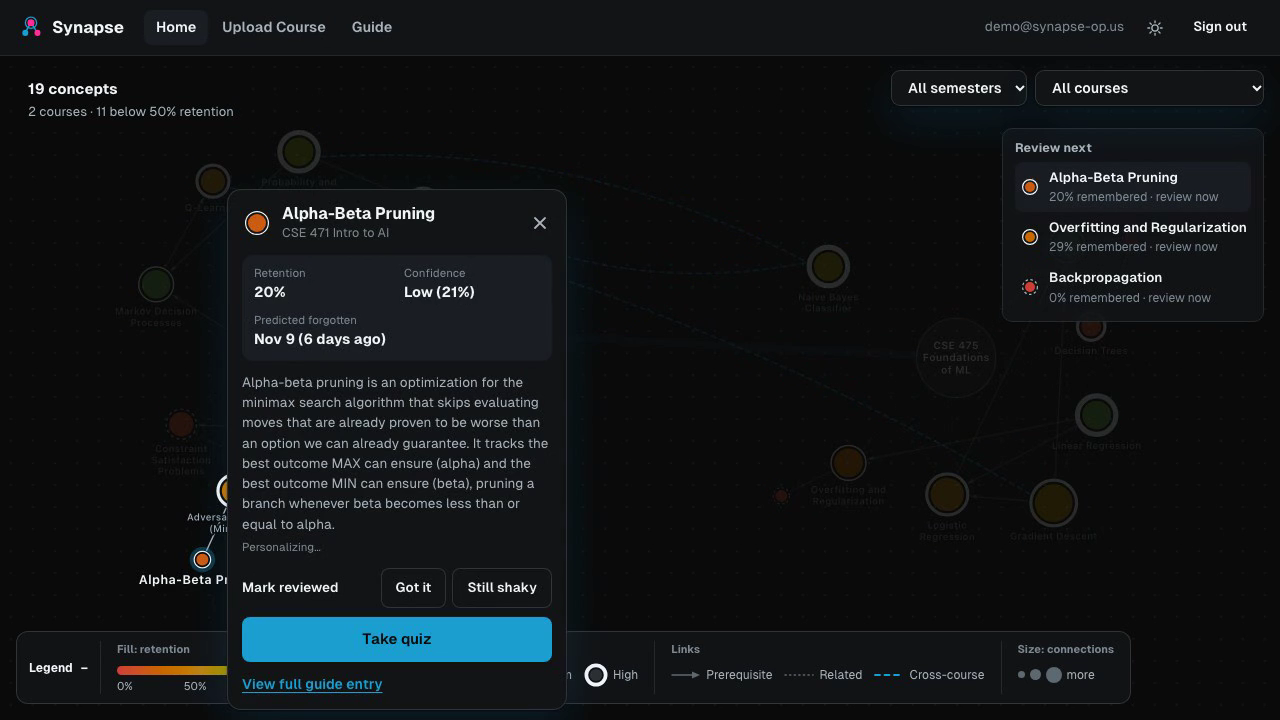 Synapse
Home
Upload Course
Guide
demo@synapse-op.us
Sign out
19 concepts
2 courses · 11 below 50% retention
All semesters
All courses
Review next
Alpha-Beta Pruning
20% remembered · review now
Overfitting and Regularization
29% remembered · review now
Backpropagation
0% remembered · review now
Probability and
Markov Decision
Processes
Constraint
Satisfaction
Problems
Adversa
Alpha-Beta Pr
Alpha-Beta Pruning
CSE 471 Intro to AI
Retention
20%
Confidence
Low (21%)
Predicted forgotten
Nov 9 (6 days ago)
Alpha-beta pruning is an optimization for the
minimax search algorithm that skips evaluating
moves that are already proven to be worse than
an option we can already guarantee. It tracks the
best outcome MAX can ensure (alpha) and the
best outcome MIN can ensure (beta), pruning a
branch whenever beta becomes less than or
equal to alpha.
Personalizing…
Mark reviewed
Got it
Still shaky
Take quiz
View full guide entry
Naive Bayes
Classifier
CSE 475
Foundations
of ML
Decision Trees
Linear Regression
Overfitting and
Regularization
Logistic
Regression
Gradient Descent
Legend –
Fill: retention
0%
50%
High
Links
Prerequisite
Related
Cross-course
Size: connections
more